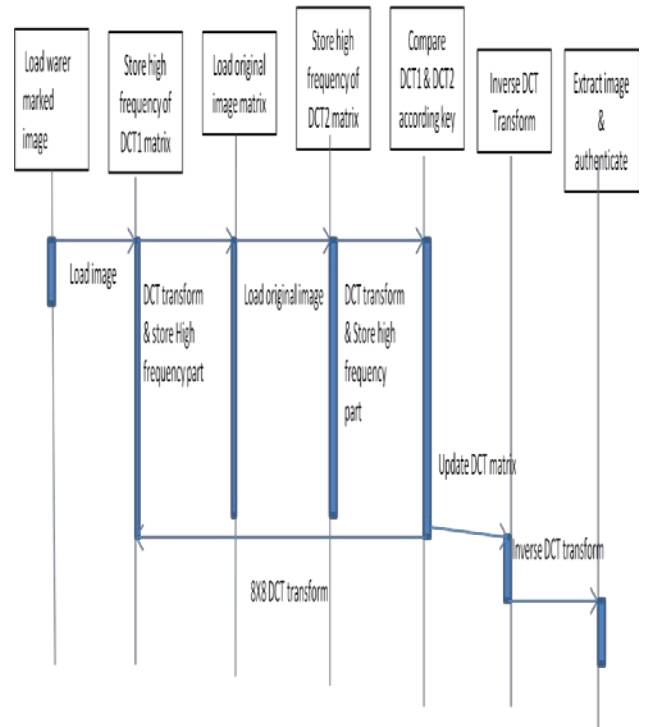 Load warer
marked
image
Store high
frequency of
DCT1 matrix
Load original
image matrix
Store high
frequency of
DCT2 matrix
Compare
DCT1 & DCT2
according key
Inverse DCT
Transform
Extract image
&
authenticate
Load image
DCT transform
& store High
frequency part
Load original image
DCT transform
& Store high
frequency
part
Update DCT matrix
Inverse DCT transform
8X8 DCT transform